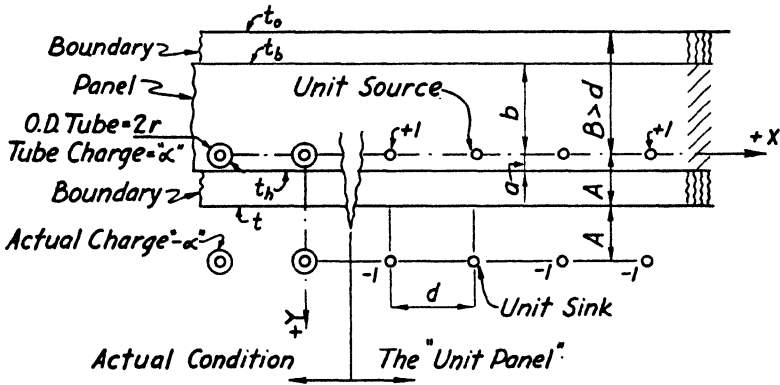 t₀
Boundary
t_b
Panel
Unit Source
b
B>d
O.D. Tube=2r
+1
+1
+X
Tube Charge="α"
t_h
a
A
Boundary
t
Actual Charge"-α"
A
-1
-1
-1
d
Unit Sink
+Y
Actual Condition
The "Unit Panel"